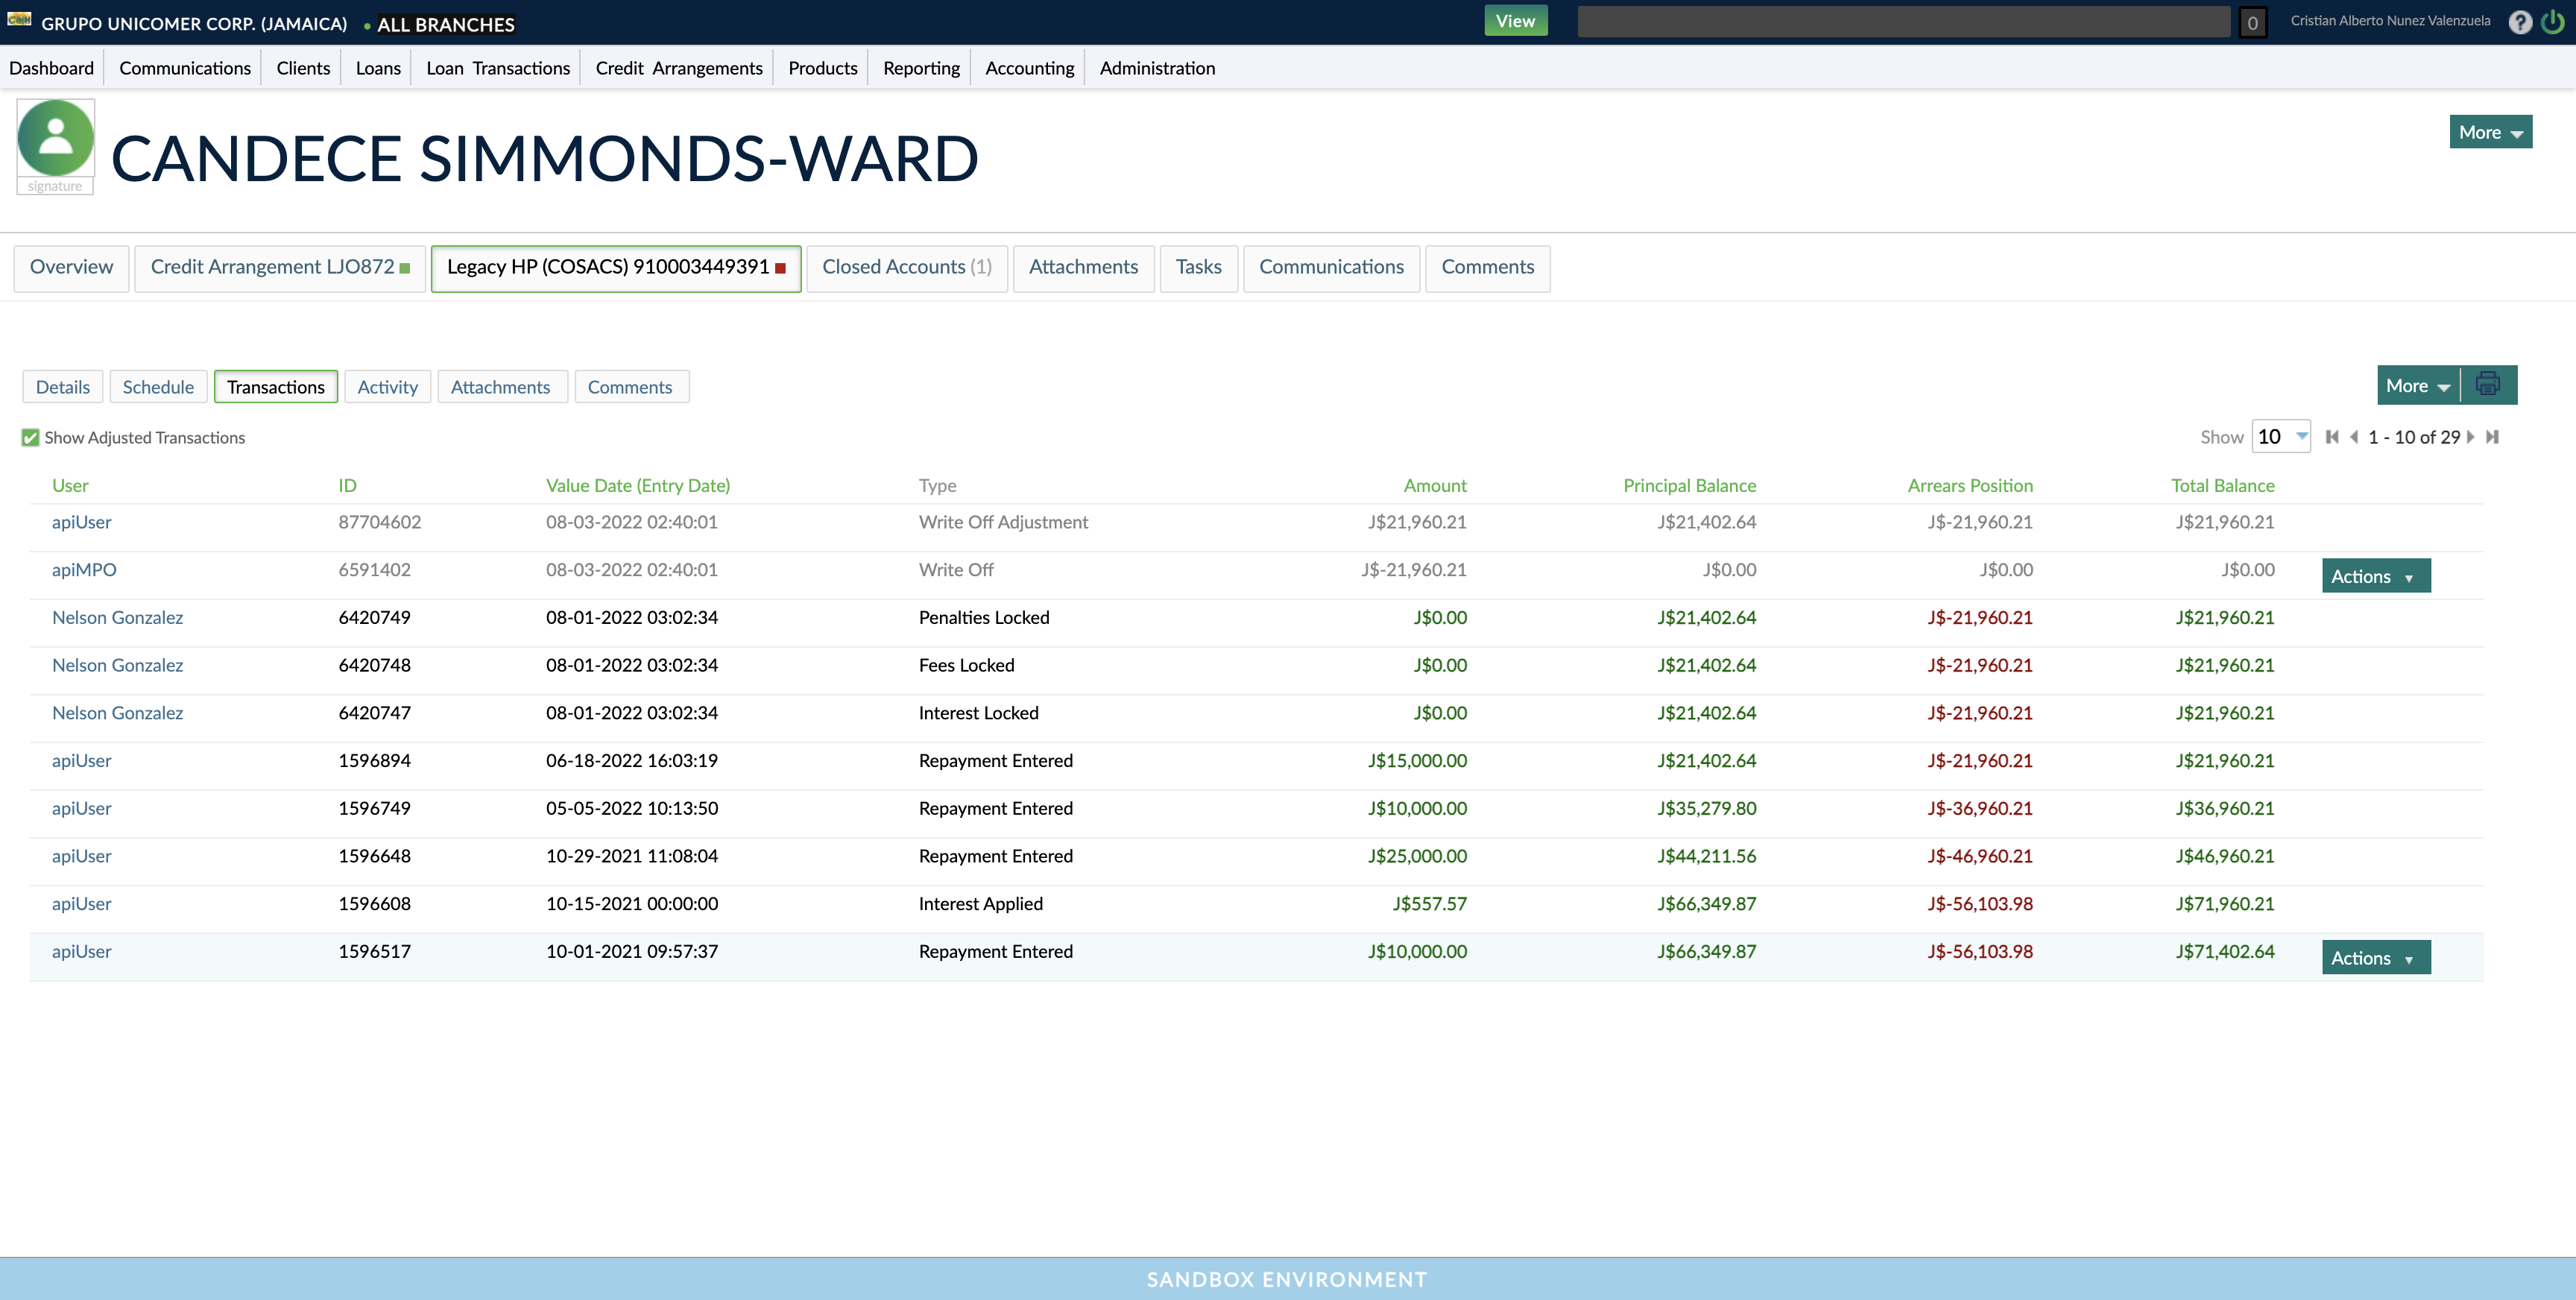 GRUPO UNICOMER CORP. (JAMAICA) • ALL BRANCHES View 0 Cristian Alberto Nunez Valenzuela ?
Dashboard Communications Clients Loans Loan Transactions Credit Arrangements Products Reporting Accounting Administration
signature
CANDECE SIMMONDS-WARD
More
Overview Credit Arrangement LJO872 Legacy HP (COSACS) 910003449391 Closed Accounts (1) Attachments Tasks Communications Comments
Details Schedule Transactions Activity Attachments Comments More
Show Adjusted Transactions Show 10 1 - 10 of 29
User ID Value Date (Entry Date) Type Amount Principal Balance Arrears Position Total Balance
apiUser 87704602 08-03-2022 02:40:01 Write Off Adjustment J$21,960.21 J$21,402.64 J$-21,960.21 J$21,960.21
apiMPO 6591402 08-03-2022 02:40:01 Write Off J$-21,960.21 J$0.00 J$0.00 J$0.00 Actions
Nelson Gonzalez 6420749 08-01-2022 03:02:34 Penalties Locked J$0.00 J$21,402.64 J$-21,960.21 J$21,960.21
Nelson Gonzalez 6420748 08-01-2022 03:02:34 Fees Locked J$0.00 J$21,402.64 J$-21,960.21 J$21,960.21
Nelson Gonzalez 6420747 08-01-2022 03:02:34 Interest Locked J$0.00 J$21,402.64 J$-21,960.21 J$21,960.21
apiUser 1596894 06-18-2022 16:03:19 Repayment Entered J$15,000.00 J$21,402.64 J$-21,960.21 J$21,960.21
apiUser 1596749 05-05-2022 10:13:50 Repayment Entered J$10,000.00 J$35,279.80 J$-36,960.21 J$36,960.21
apiUser 1596648 10-29-2021 11:08:04 Repayment Entered J$25,000.00 J$44,211.56 J$-46,960.21 J$46,960.21
apiUser 1596608 10-15-2021 00:00:00 Interest Applied J$557.57 J$66,349.87 J$-56,103.98 J$71,960.21
apiUser 1596517 10-01-2021 09:57:37 Repayment Entered J$10,000.00 J$66,349.87 J$-56,103.98 J$71,402.64 Actions
SANDBOX ENVIRONMENT